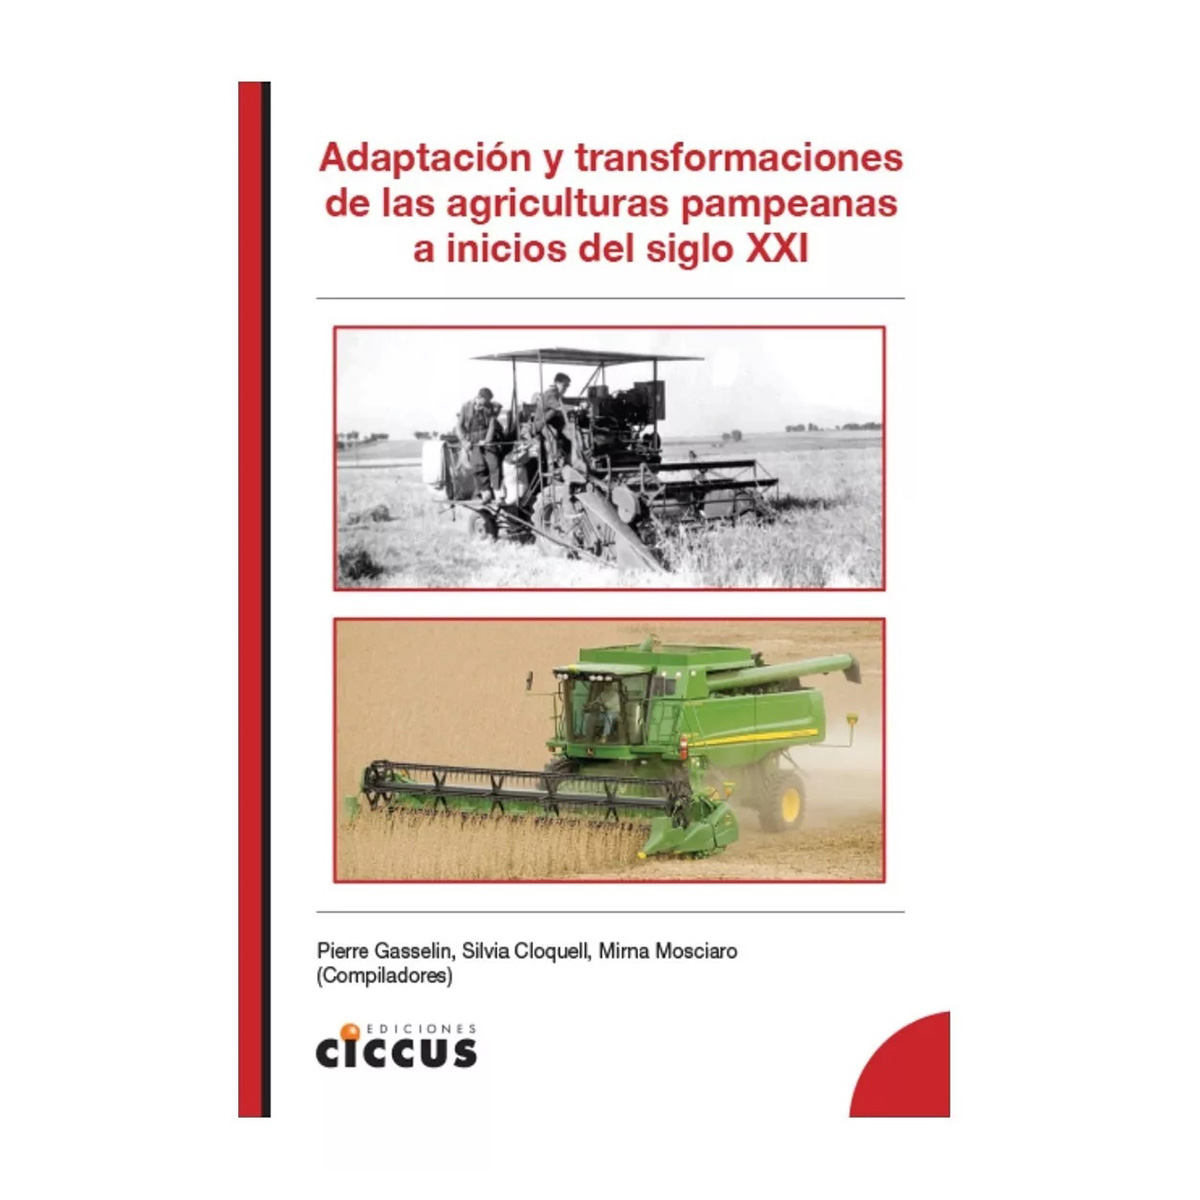 Adaptación y transformaciones
de las agriculturas pampeanas
a inicios del siglo XXI
Pierre Gasselin, Silvia Cloquell, Mirna Mosciaro
(Compiladores)
EDICIONES
CICCUS